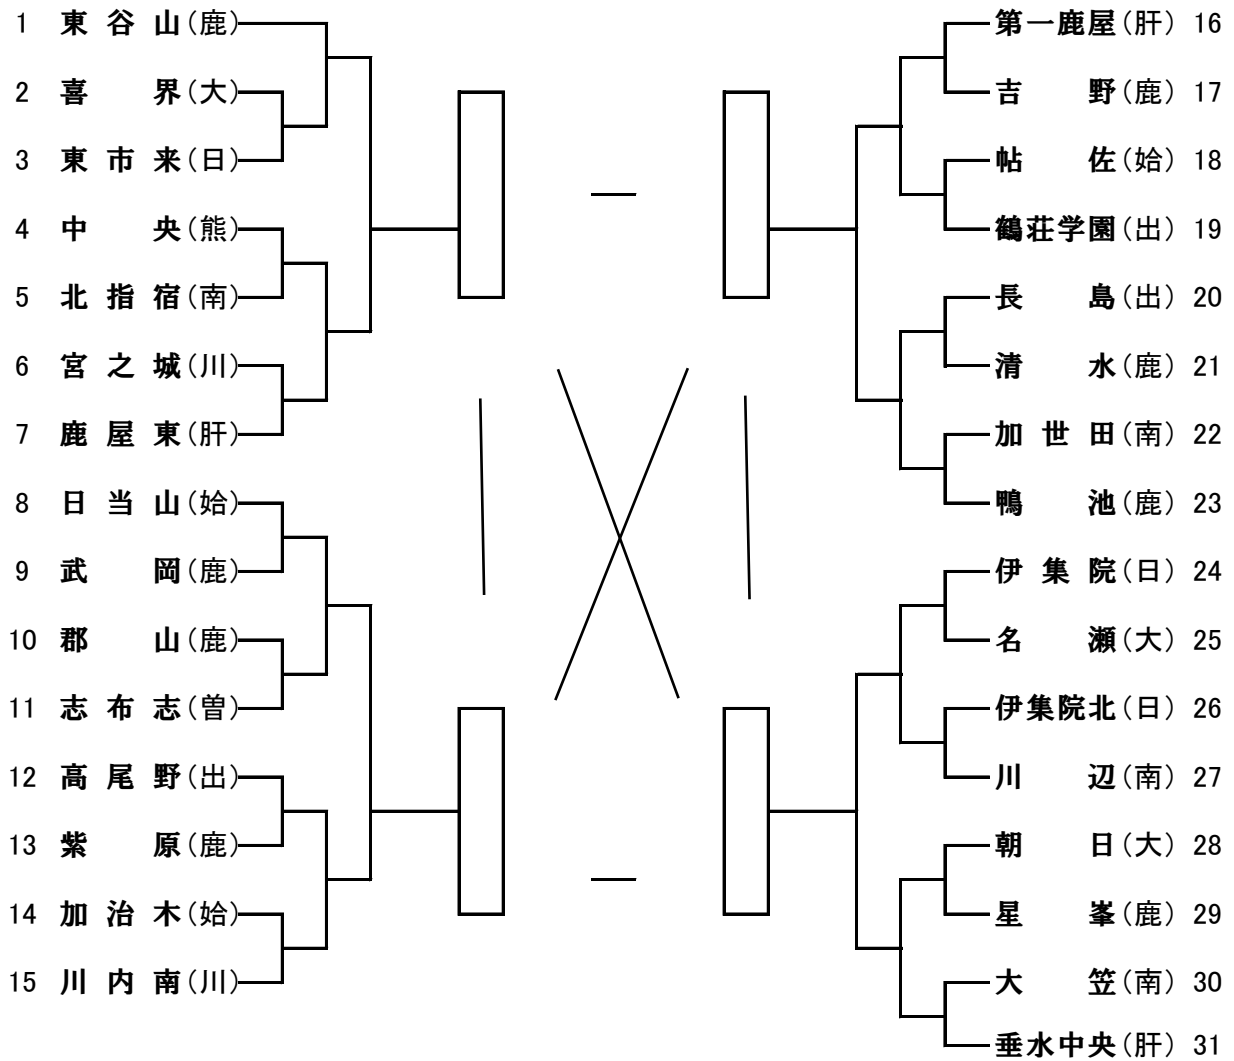 1 東谷山(鹿)
2 喜界(大)
3 東市来(日)
4 中央(熊)
5 北指宿(南)
6 宮之城(川)
7 鹿屋東(肝)
8 日当山(姶)
9 武岡(鹿)
10 郡山(鹿)
11 志布志(曽)
12 高尾野(出)
13 紫原(鹿)
14 加治木(姶)
15 川内南(川)
第一鹿屋(肝) 16
吉野(鹿) 17
帖佐(姶) 18
鶴荘学園(出) 19
長島(出) 20
清水(鹿) 21
加世田(南) 22
鴨池(鹿) 23
伊集院(日) 24
名瀬(大) 25
伊集院北(日) 26
川辺(南) 27
朝日(大) 28
星峯(鹿) 29
大笠(南) 30
垂水中央(肝) 31